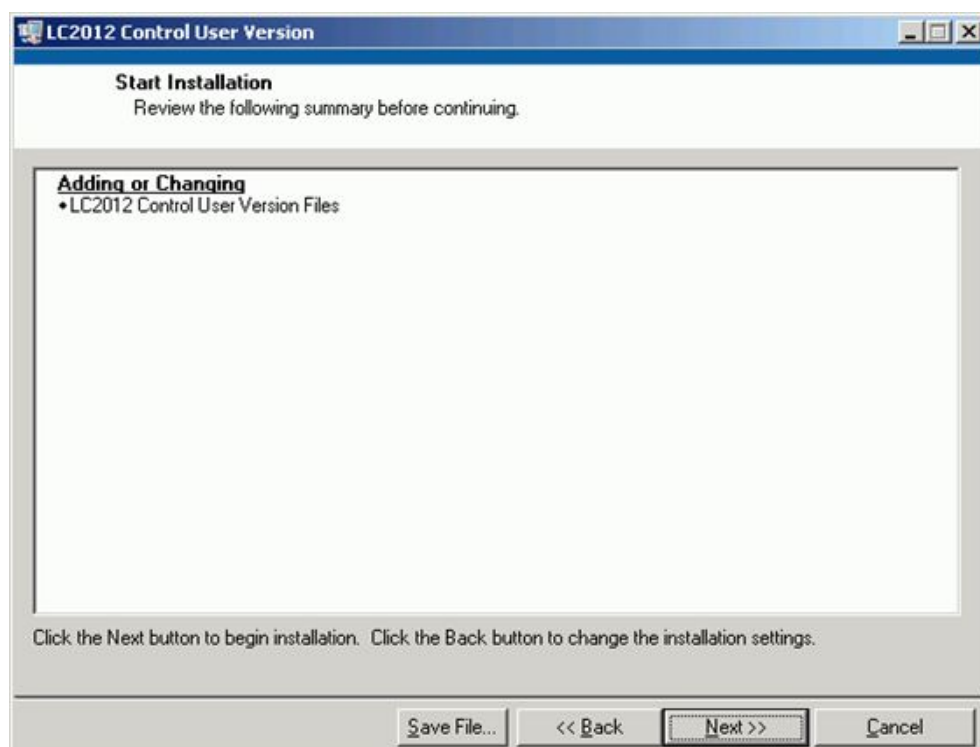 LC2012 Control User Version
Start Installation
Review the following summary before continuing.
Adding or Changing
•LC2012 Control User Version Files
Click the Next button to begin installation. Click the Back button to change the installation settings.
Save File... << Back Next >> Cancel